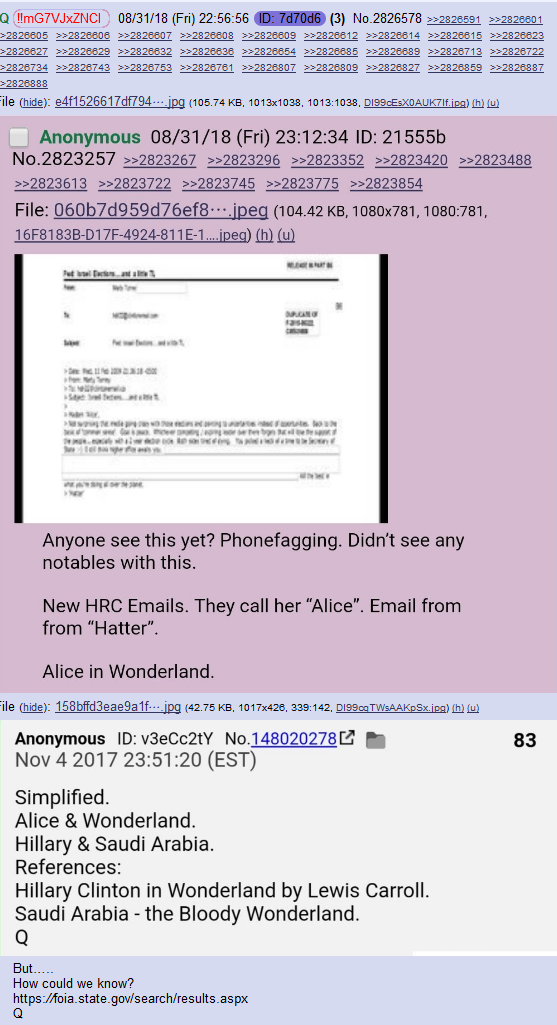 Q !!mG7VJxZNCI 08/31/18 (Fri) 22:56:56 ID: 7d70d6 (3) No.2826578 >>2826591 >>2826601
>>2826605 >>2826606 >>2826607 >>2826608 >>2826609 >>2826612 >>2826614 >>2826615 >>2826623
>>2826627 >>2826629 >>2826632 >>2826636 >>2826654 >>2826685 >>2826689 >>2826713 >>2826722
>>2826734 >>2826743 >>2826753 >>2826761 >>2826807 >>2826809 >>2826827 >>2826859 >>2826887
>>2826888
File (hide): e4f1526617df794⋯.jpg (105.74 KB, 1013x1038, 1013:1038, DI99cEsX0AUK7If.jpg) (h) (u)
Anonymous 08/31/18 (Fri) 23:12:34 ID: 21555b
No.2823257 >>2823267 >>2823296 >>2823352 >>2823420 >>2823488
>>2823613 >>2823722 >>2823745 >>2823775 >>2823854
File: 060b7d959d76ef8⋯.jpeg (104.42 KB, 1080x781, 1080:781,
16F8183B-D17F-4924-811E-1….jpeg) (h) (u)
RELEASE IN PART B6
Fwd: Israel Elections...and a little TL
From: Marty Torrey
To:
DUPLICATE OF
Subject: Fwd: Israel Elections...and a little TL
> Date: Wed, 11 Feb 2009 21:36:18 -0500
> From: Marty Torrey
> To:
> Subject: Israel Elections...and a little TL
>
> Madam "Alice",
> Not surprising that media going crazy with those elections and pointing to uncertainties instead of opportunities. Back to the
basis of "common sense". Goal is peace. Whichever competing / aspiring leader over there forgets that will lose the support of
the people...especially with a 2 year election cycle. Both sides tired of dying. You picked a heck of a time to be Secretary of
State :-) I still think higher office awaits you.
All the best in
what you're doing all over the planet.
> "Hatter"
Anyone see this yet? Phonefagging. Didn't see any
notables with this.
New HRC Emails. They call her “Alice”. Email from
from “Hatter”.
Alice in Wonderland.
File (hide): 158bffd3eae9a1f⋯.jpg (42.75 KB, 1017x426, 339:142, DI99cqTWsAAKpSx.jpg) (h) (u)
Anonymous ID: v3eCc2tY No.148020278 83
Nov 4 2017 23:51:20 (EST)
Simplified.
Alice & Wonderland.
Hillary & Saudi Arabia.
References:
Hillary Clinton in Wonderland by Lewis Carroll.
Saudi Arabia - the Bloody Wonderland.
Q
But.....
How could we know?
https://foia.state.gov/search/results.aspx
Q